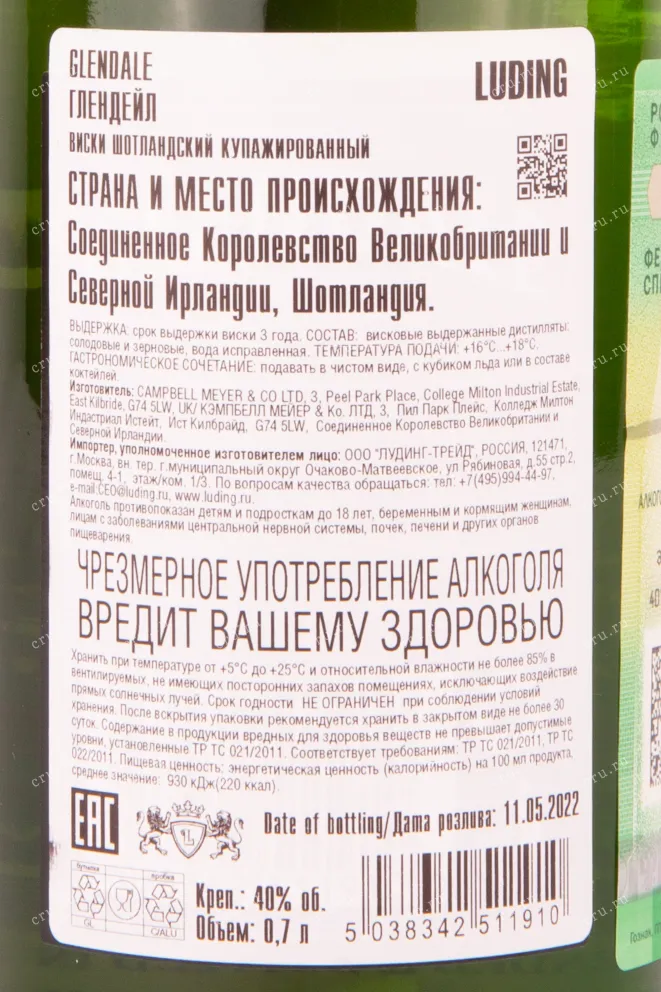 GLENDALE
LUDING
ГЛЕНДЕЙЛ
ВИСКИ ШОТЛАНДСКИЙ КУПАЖИРОВАННЫЙ
СТРАНА И МЕСТО ПРОИСХОЖДЕНИЯ:
Соединенное Королевство Великобритании и
Северной Ирландии, Шотландия.
ВЫДЕРЖКА: срок выдержки виски 3 года. СОСТАВ: висковые выдержанные дистилляты:
солодовые и зерновые, вода исправленная. ТЕМПЕРАТУРА ПОДАЧИ: +16°С...+18°С.
ГАСТРОНОМИЧЕСКОЕ СОЧЕТАНИЕ: подавать в чистом виде, с кубиком льда или в составе
коктейлей.
Изготовитель: CAMPBELL MEYER & CO LTD, 3, Peel Park Place, College Milton Industrial Estate,
East Kilbride, G74 5LW, UK/ КЭМПБЕЛЛ МЕЙЕР & Ко. ЛТД, 3, Пил Парк Плейс, Колледж Милтон
Индастриал Истейт, Ист Килбрайд, G74 5LW, Соединенное Королевство Великобритании и
Северной Ирландии.
Импортер, уполномоченное изготовителем лицо: ООО "ЛУДИНГ-ТРЕЙД", РОССИЯ, 121471,
г.Москва, вн. тер. г.муниципальный округ Очаково-Матвеевское, ул Рябиновая, д.55 стр.2,
помещ. 4-1, этаж/ком. 1/3. По вопросам качества обращаться: тел: +7(495)994-44-97,
e-mail:CEO@luding.ru, www.luding.ru.
Алкоголь противопоказан детям и подросткам до 18 лет, беременным и кормящим женщинам,
лицам с заболеваниями центральной нервной системы, почек, печени и других органов
пищеварения.
ЧРЕЗМЕРНОЕ УПОТРЕБЛЕНИЕ АЛКОГОЛЯ
ВРЕДИТ ВАШЕМУ ЗДОРОВЬЮ
Хранить при температуре от +5°С до +25°С и относительной влажности не более 85% в
вентилируемых, не имеющих посторонних запахов помещениях, исключающих воздействие
прямых солнечных лучей. Срок годности НЕ ОГРАНИЧЕН при соблюдении условий
хранения. После вскрытия упаковки рекомендуется хранить в закрытом виде не более 30
суток. Содержание в продукции вредных для здоровья веществ не превышает допустимые
уровни, установленные ТР ТС 021/2011. Соответствует требованиям: ТР ТС 021/2011, ТР ТС
022/2011. Пищевая ценность: энергетическая ценность (калорийность) на 100 мл продукта,
среднее значение: 930 кДж(220 ккал).
EAC
L
Date of bottling/Дата розлива: 11.05.2022
бутылка
пробка
GL
C/ALU
Креп.: 40% об.
Объем: 0,7 л
5 038342 511910
ФЕ
СП
40